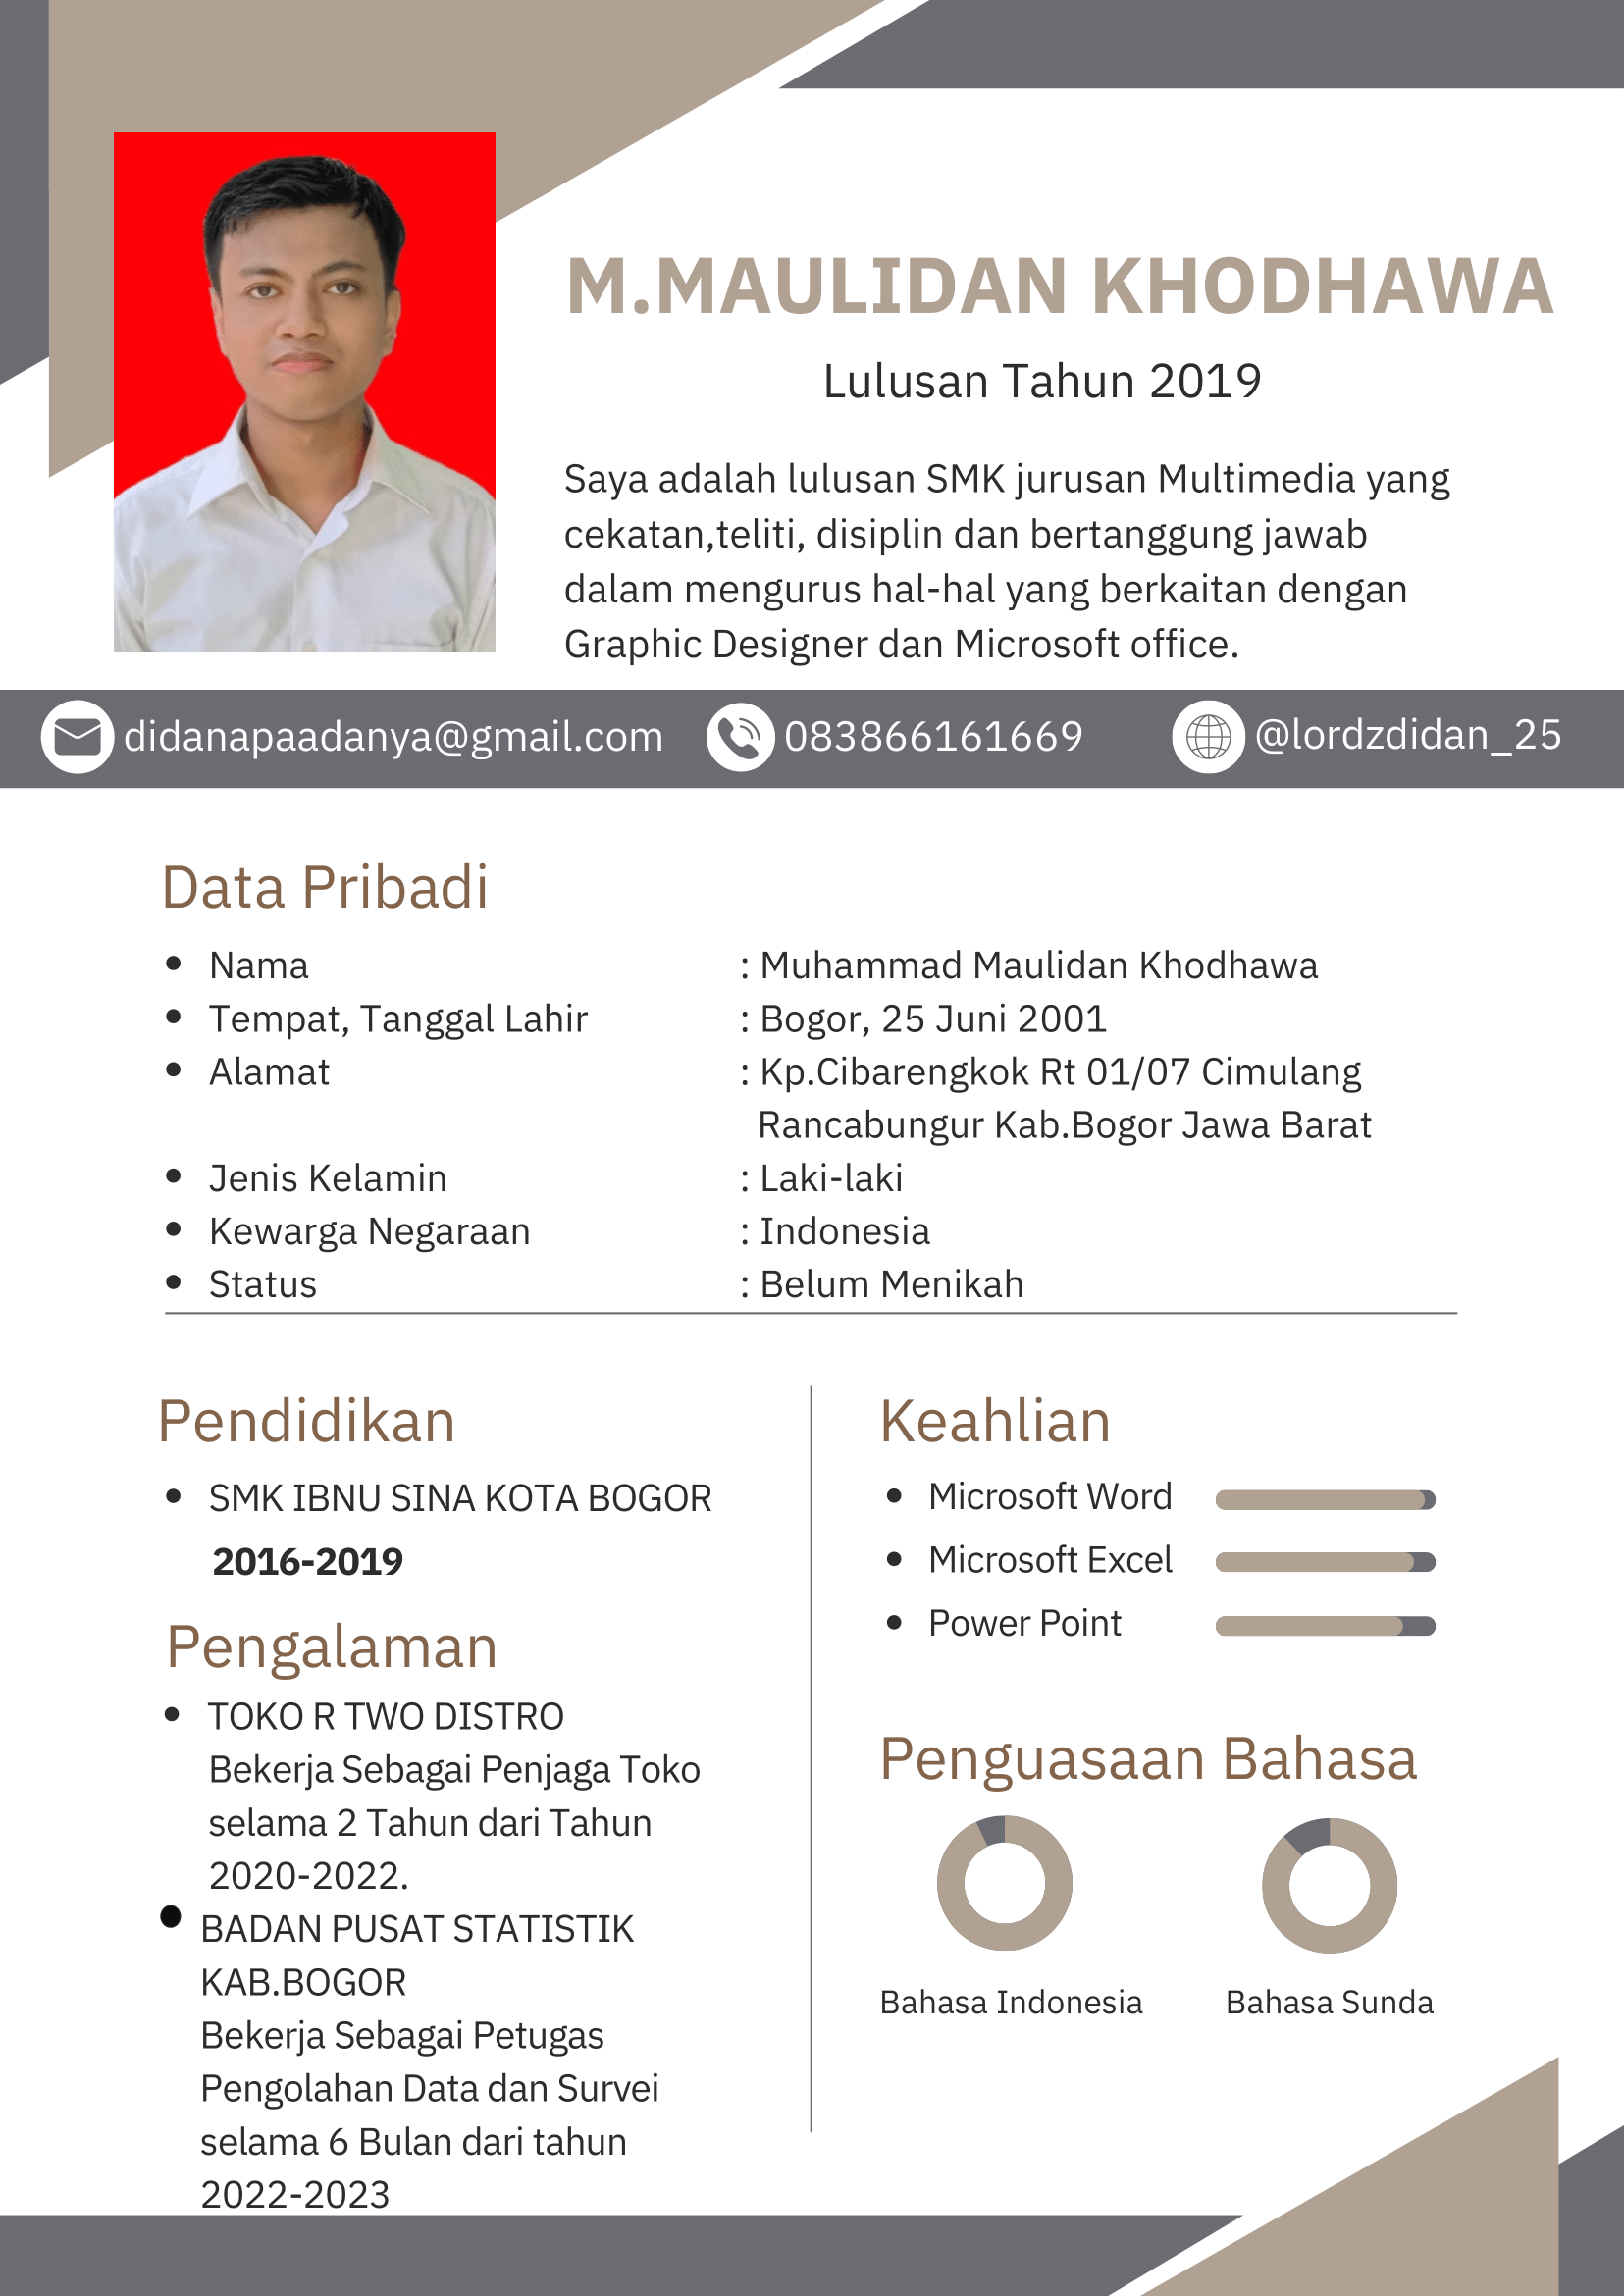 M.MAULIDAN KHODHAWA
Lulusan Tahun 2019
Saya adalah lulusan SMK jurusan Multimedia yang
cekatan,teliti, disiplin dan bertanggung jawab
dalam mengurus hal-hal yang berkaitan dengan
Graphic Designer dan Microsoft office.
didanapaadanya@gmail.com 083866161669 @lordzdidan_25
Data Pribadi
• Nama : Muhammad Maulidan Khodhawa
• Tempat, Tanggal Lahir : Bogor, 25 Juni 2001
• Alamat : Kp.Cibarengkok Rt 01/07 Cimulang
Rancabungur Kab.Bogor Jawa Barat
• Jenis Kelamin : Laki-laki
• Kewarga Negaraan : Indonesia
• Status : Belum Menikah
Pendidikan
• SMK IBNU SINA KOTA BOGOR
2016-2019
Pengalaman
• TOKO R TWO DISTRO
Bekerja Sebagai Penjaga Toko
selama 2 Tahun dari Tahun
2020-2022.
• BADAN PUSAT STATISTIK
KAB.BOGOR
Bekerja Sebagai Petugas
Pengolahan Data dan Survei
selama 6 Bulan dari tahun
2022-2023
Keahlian
• Microsoft Word
• Microsoft Excel
• Power Point
Penguasaan Bahasa
Bahasa Indonesia Bahasa Sunda